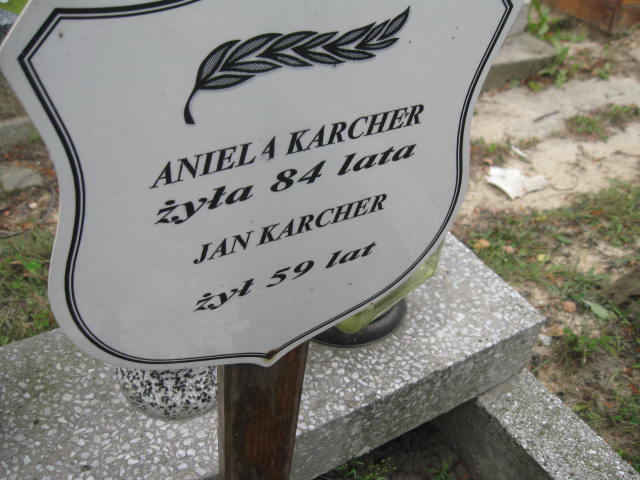 ANIELA KARCHER
żyła 84 lata
JAN KARCHER
żył 59 lat